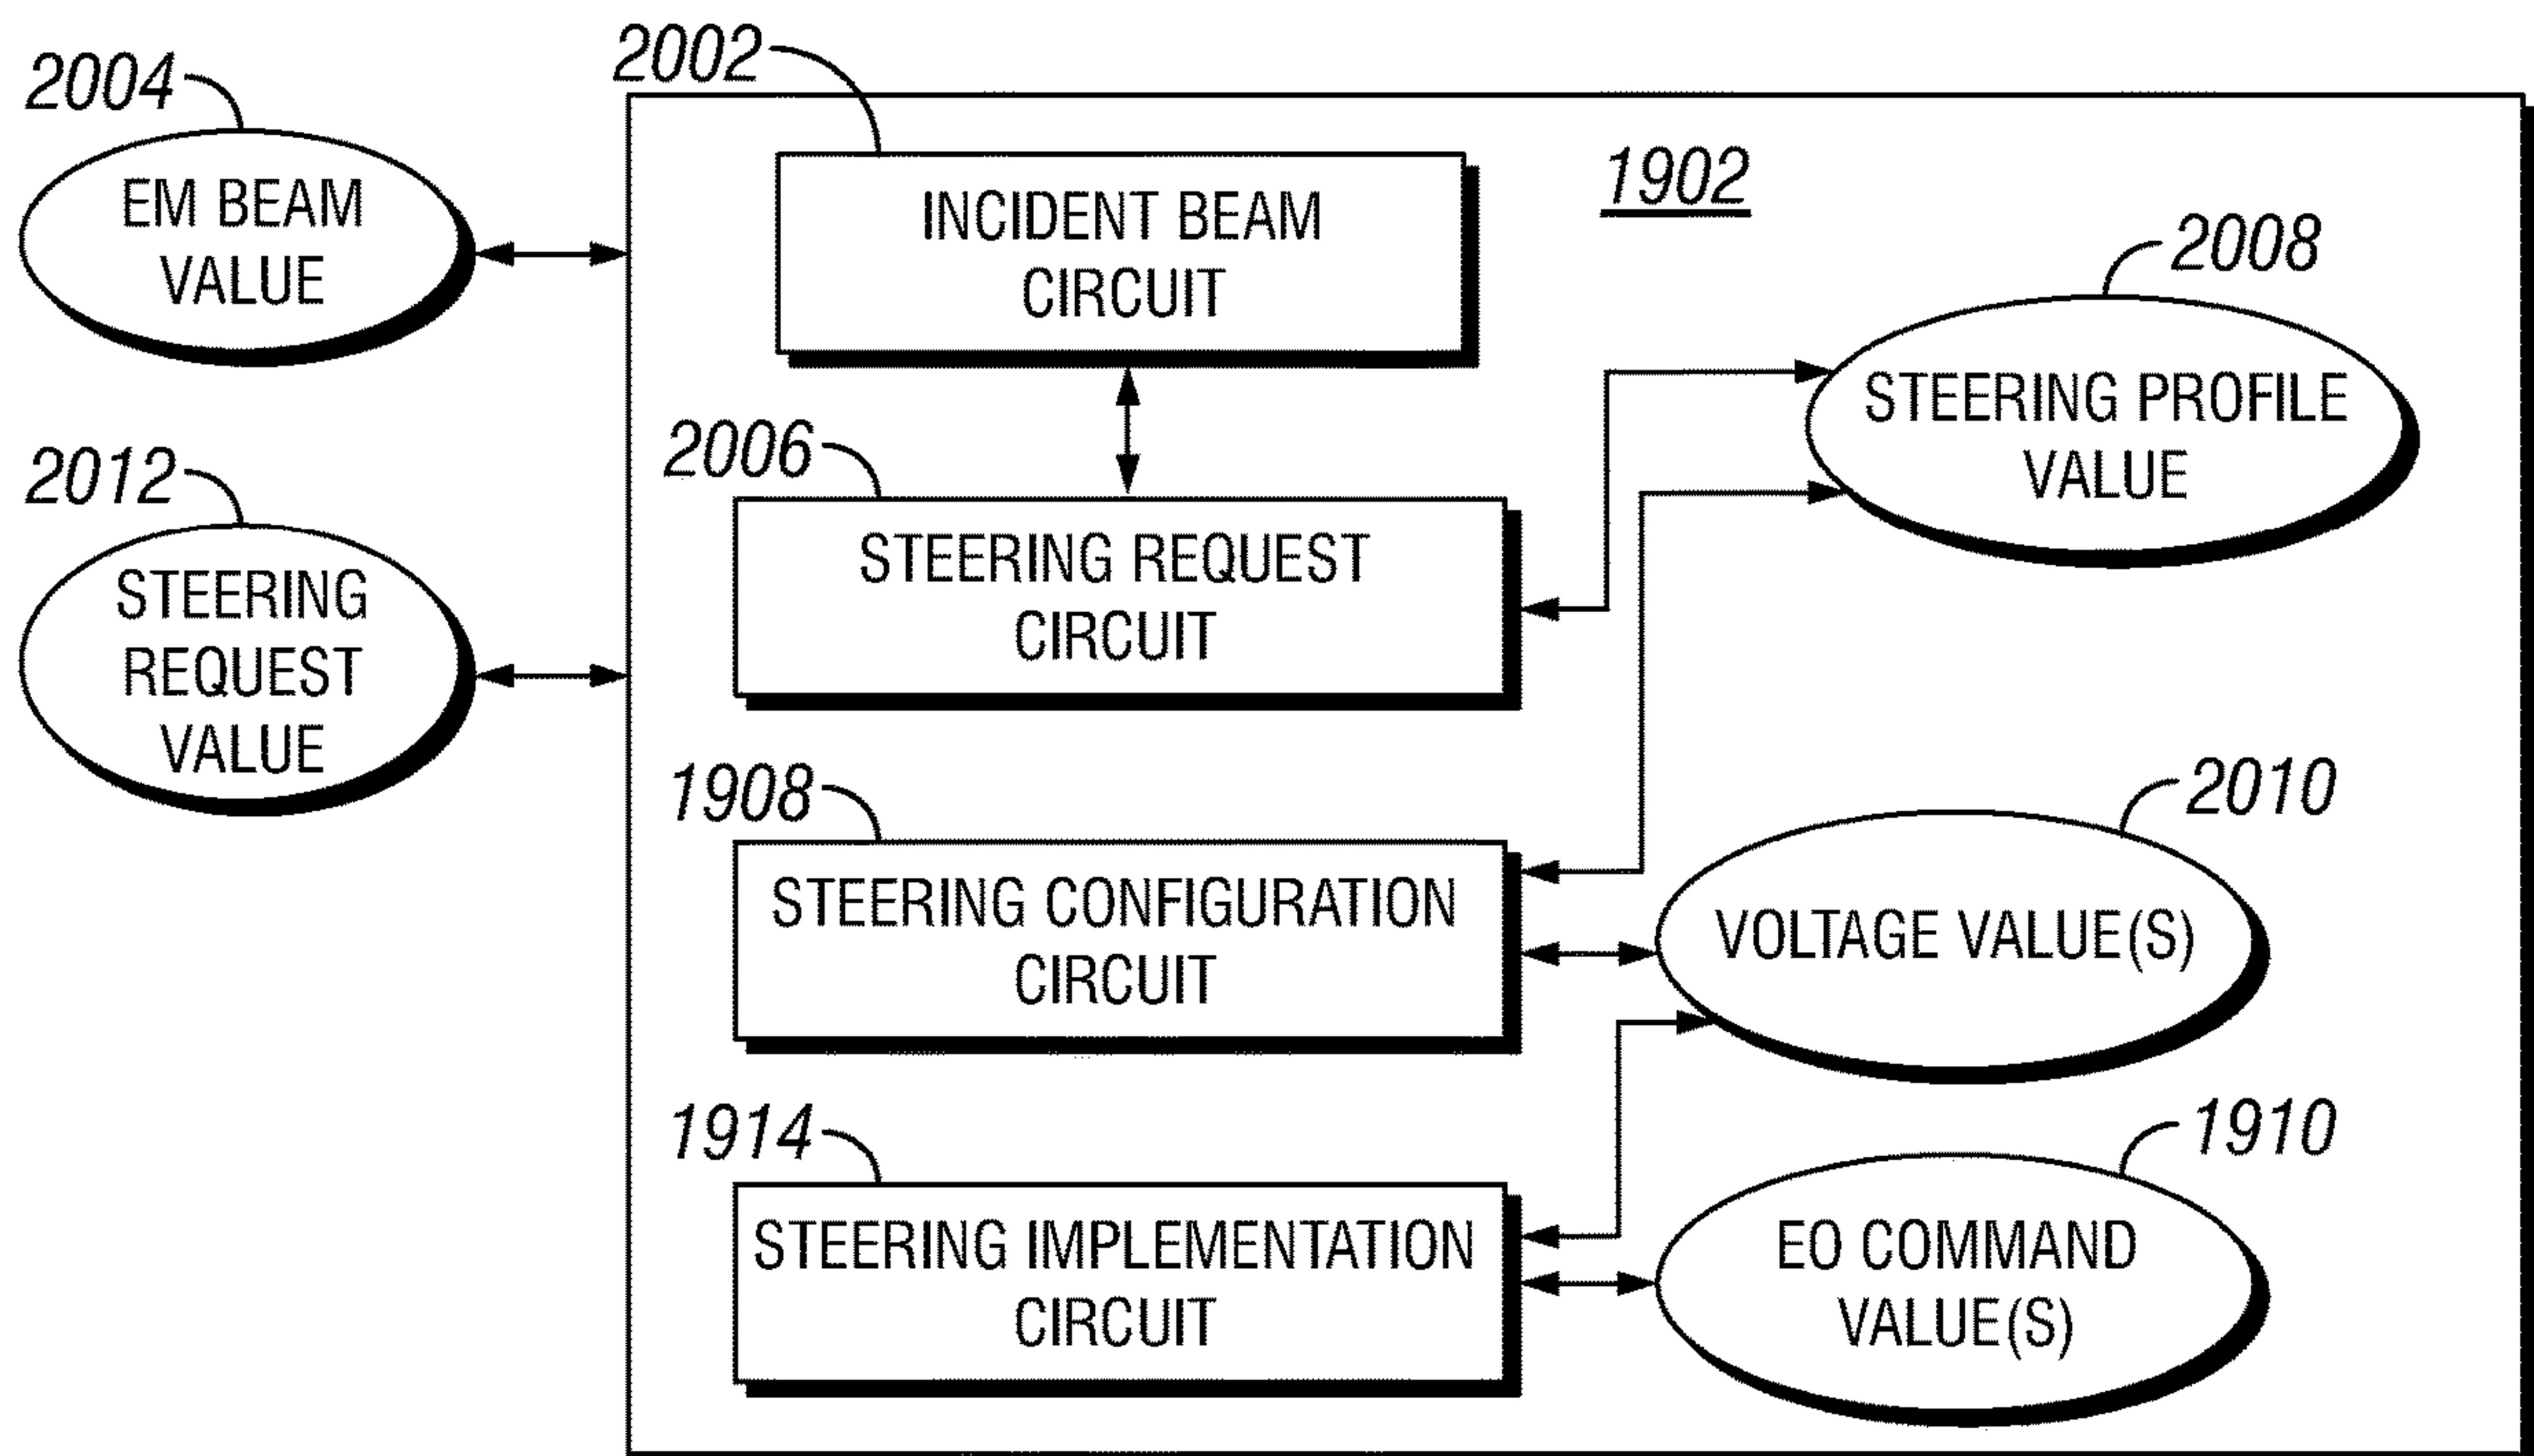 2002
2004
EM BEAM
VALUE
INCIDENT BEAM
CIRCUIT
1902
2008
STEERING PROFILE
VALUE
2006
2012
STEERING REQUEST
CIRCUIT
STEERING
REQUEST
VALUE
1908
2010
STEERING CONFIGURATION
CIRCUIT
VOLTAGE VALUE(S)
1914
1910
STEERING IMPLEMENTATION
CIRCUIT
EO COMMAND
VALUE(S)